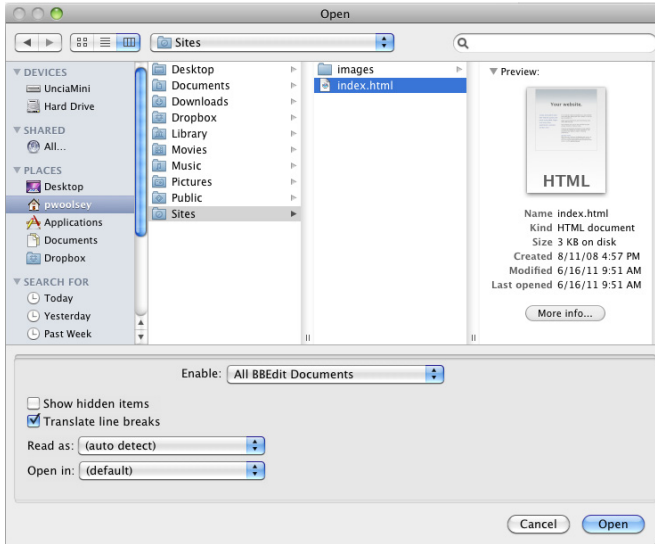 Open
Sites
DEVICES
UnciaMini
Hard Drive
SHARED
All...
PLACES
Desktop
pwoolsey
Applications
Documents
Dropbox
SEARCH FOR
Today
Yesterday
Past Week
Desktop
Documents
Downloads
Dropbox
Library
Movies
Music
Pictures
Public
Sites
images
index.html
Preview:
Your website.
HTML
Name index.html
Kind HTML document
Size 3 KB on disk
Created 8/11/08 4:57 PM
Modified 6/16/11 9:51 AM
Last opened 6/16/11 9:51 AM
More info...
Enable: All BBEdit Documents
Show hidden items
Translate line breaks
Read as: (auto detect)
Open in: (default)
Cancel Open